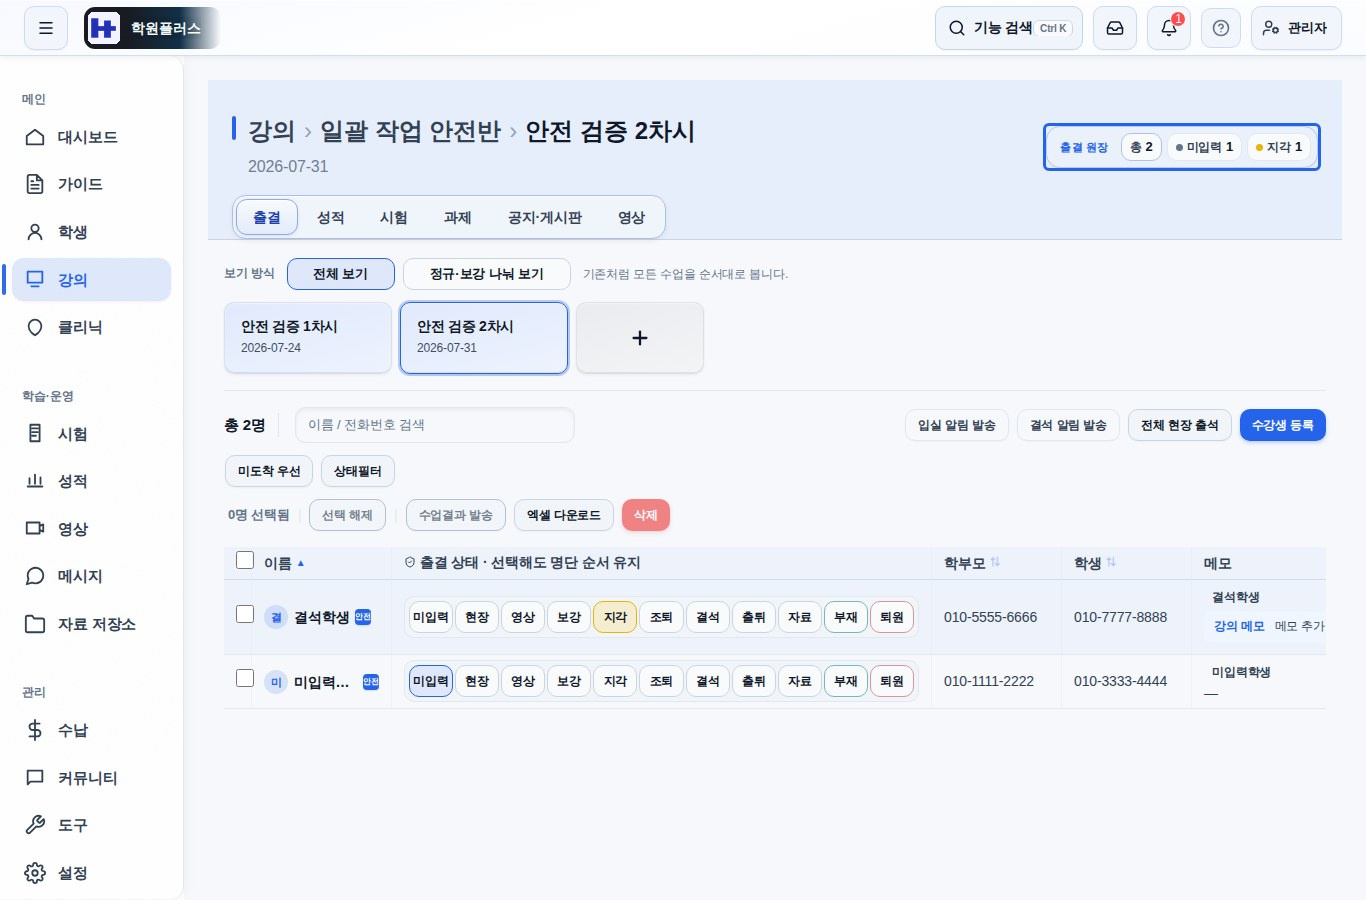 학원플러스
기능 검색 Ctrl K
1
관리자
메인
대시보드
가이드
학생
강의
클리닉
학습·운영
시험
성적
영상
메시지
자료 저장소
관리
수납
커뮤니티
도구
설정
강의 › 일괄 작업 안전반 › 안전 검증 2차시
2026-07-31
출결 원장 총 2 미입력 1 지각 1
출결 성적 시험 과제 공지·게시판 영상
보기 방식 전체 보기 정규·보강 나눠 보기 기존처럼 모든 수업을 순서대로 봅니다.
안전 검증 1차시
2026-07-24
안전 검증 2차시
2026-07-31
총 2명 이름 / 전화번호 검색 입실 알림 발송 결석 알림 발송 전체 현장 출석 수강생 등록
미도착 우선 상태필터
0명 선택됨 선택 해제 수업결과 발송 엑셀 다운로드 삭제
이름 ▲ 출결 상태 · 선택해도 명단 순서 유지 학부모 학생 메모
결 결석학생 안전 미입력 현장 영상 보강 지각 조퇴 결석 출튀 자료 부재 퇴원 010-5555-6666 010-7777-8888 결석학생
강의 메모 메모 추가
미 미입력… 안전 미입력 현장 영상 보강 지각 조퇴 결석 출튀 자료 부재 퇴원 010-1111-2222 010-3333-4444 미입력학생
—